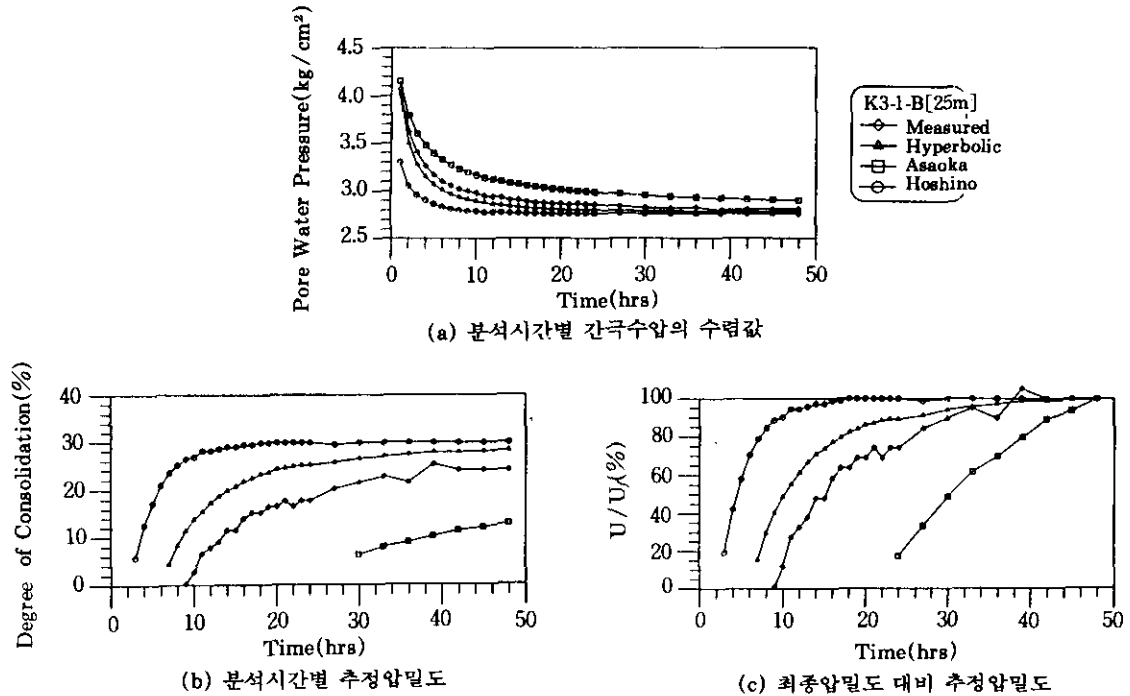 Pore Water Pressure(kg/cm²)
4.5
4.0
3.5
3.0
2.5
0
10
20
30
40
50
Time(hrs)
K3-1-B[25m]
Measured
Hyperbolic
Asaoka
Hoshino
(a) 분석시간별 간극수압의 수렴값
Degree of Consolidation(%)
40
30
20
10
0
0
10
20
30
40
50
Time(hrs)
(b) 분석시간별 추정압밀도
U/Uf(%)
100
80
60
40
20
0
0
10
20
30
40
50
Time(hrs)
(c) 최종압밀도 대비 추정압밀도